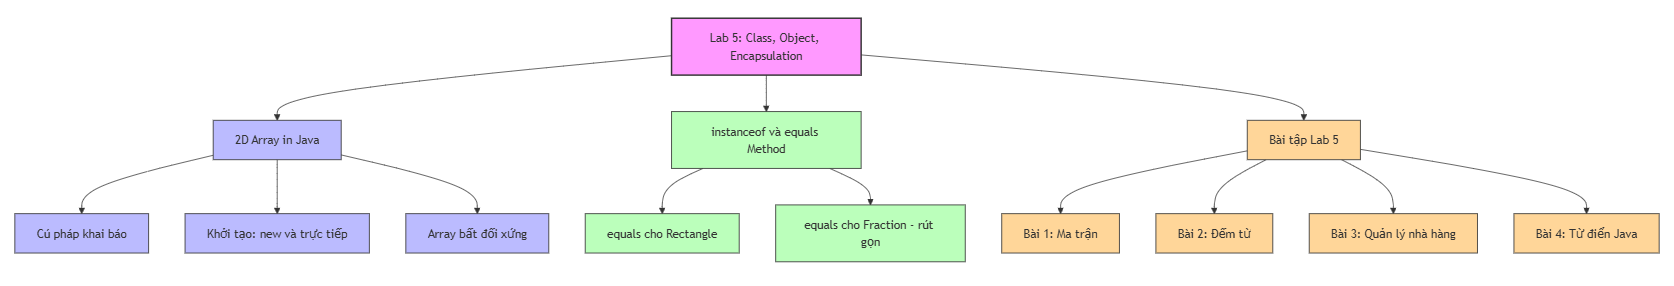 Lab 5: Class, Object,
Encapsulation
2D Array in Java
instanceof và equals
Method
Bài tập Lab 5
Cú pháp khai báo
Khởi tạo: new và trực tiếp
Array bất đối xứng
equals cho Rectangle
equals cho Fraction - rút
gọn
Bài 1: Ma trận
Bài 2: Đếm từ
Bài 3: Quản lý nhà hàng
Bài 4: Từ điển Java